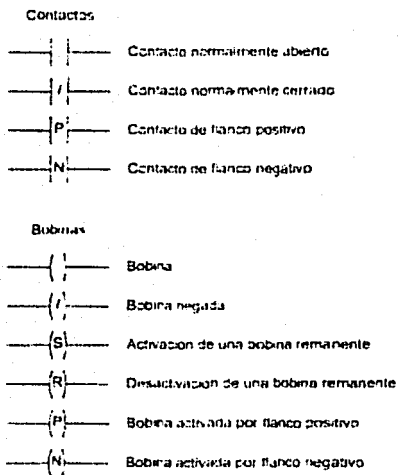 Contactos
Contacto normalmente abierto
/ Contacto normalmente cerrado
P Contacto de flanco positivo
N Contacto de flanco negativo
Bobinas
( ) Bobina
(/) Bobina negada
(S) Activacion de una bobina remanente
(R) Desactivacion de una bobina remanente
(P) Bobina activada por flanco positivo
(N) Bobina activada por flanco negativo